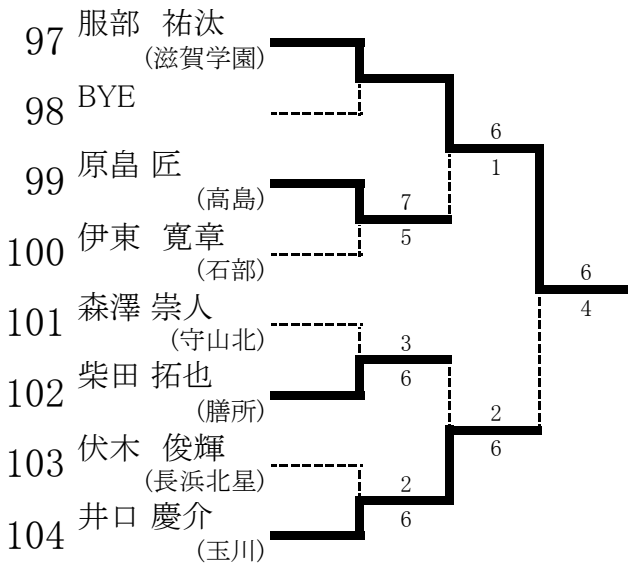 97 服部 祐汰
(滋賀学園)
98 BYE
99 原畠 匠
(高島)
100 伊東 寛章
(石部)
101 森澤 崇人
(守山北)
102 柴田 拓也
(膳所)
103 伏木 俊輝
(長浜北星)
104 井口 慶介
(玉川)
7
5
3
6
2
6
6
1
2
6
6
4